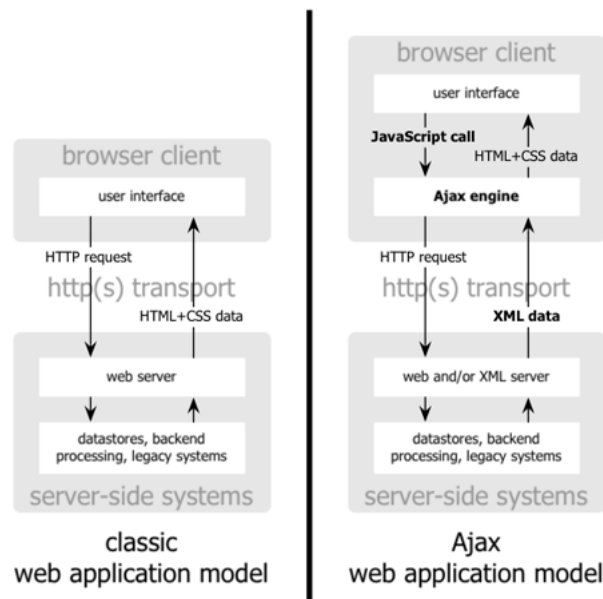 browser client
user interface
HTTP request
http(s) transport
HTML+CSS data
web server
datastores, backend
processing, legacy systems
server-side systems
classic
web application model
browser client
user interface
JavaScript call
HTML+CSS data
Ajax engine
HTTP request
http(s) transport
XML data
web and/or XML server
datastores, backend
processing, legacy systems
server-side systems
Ajax
web application model